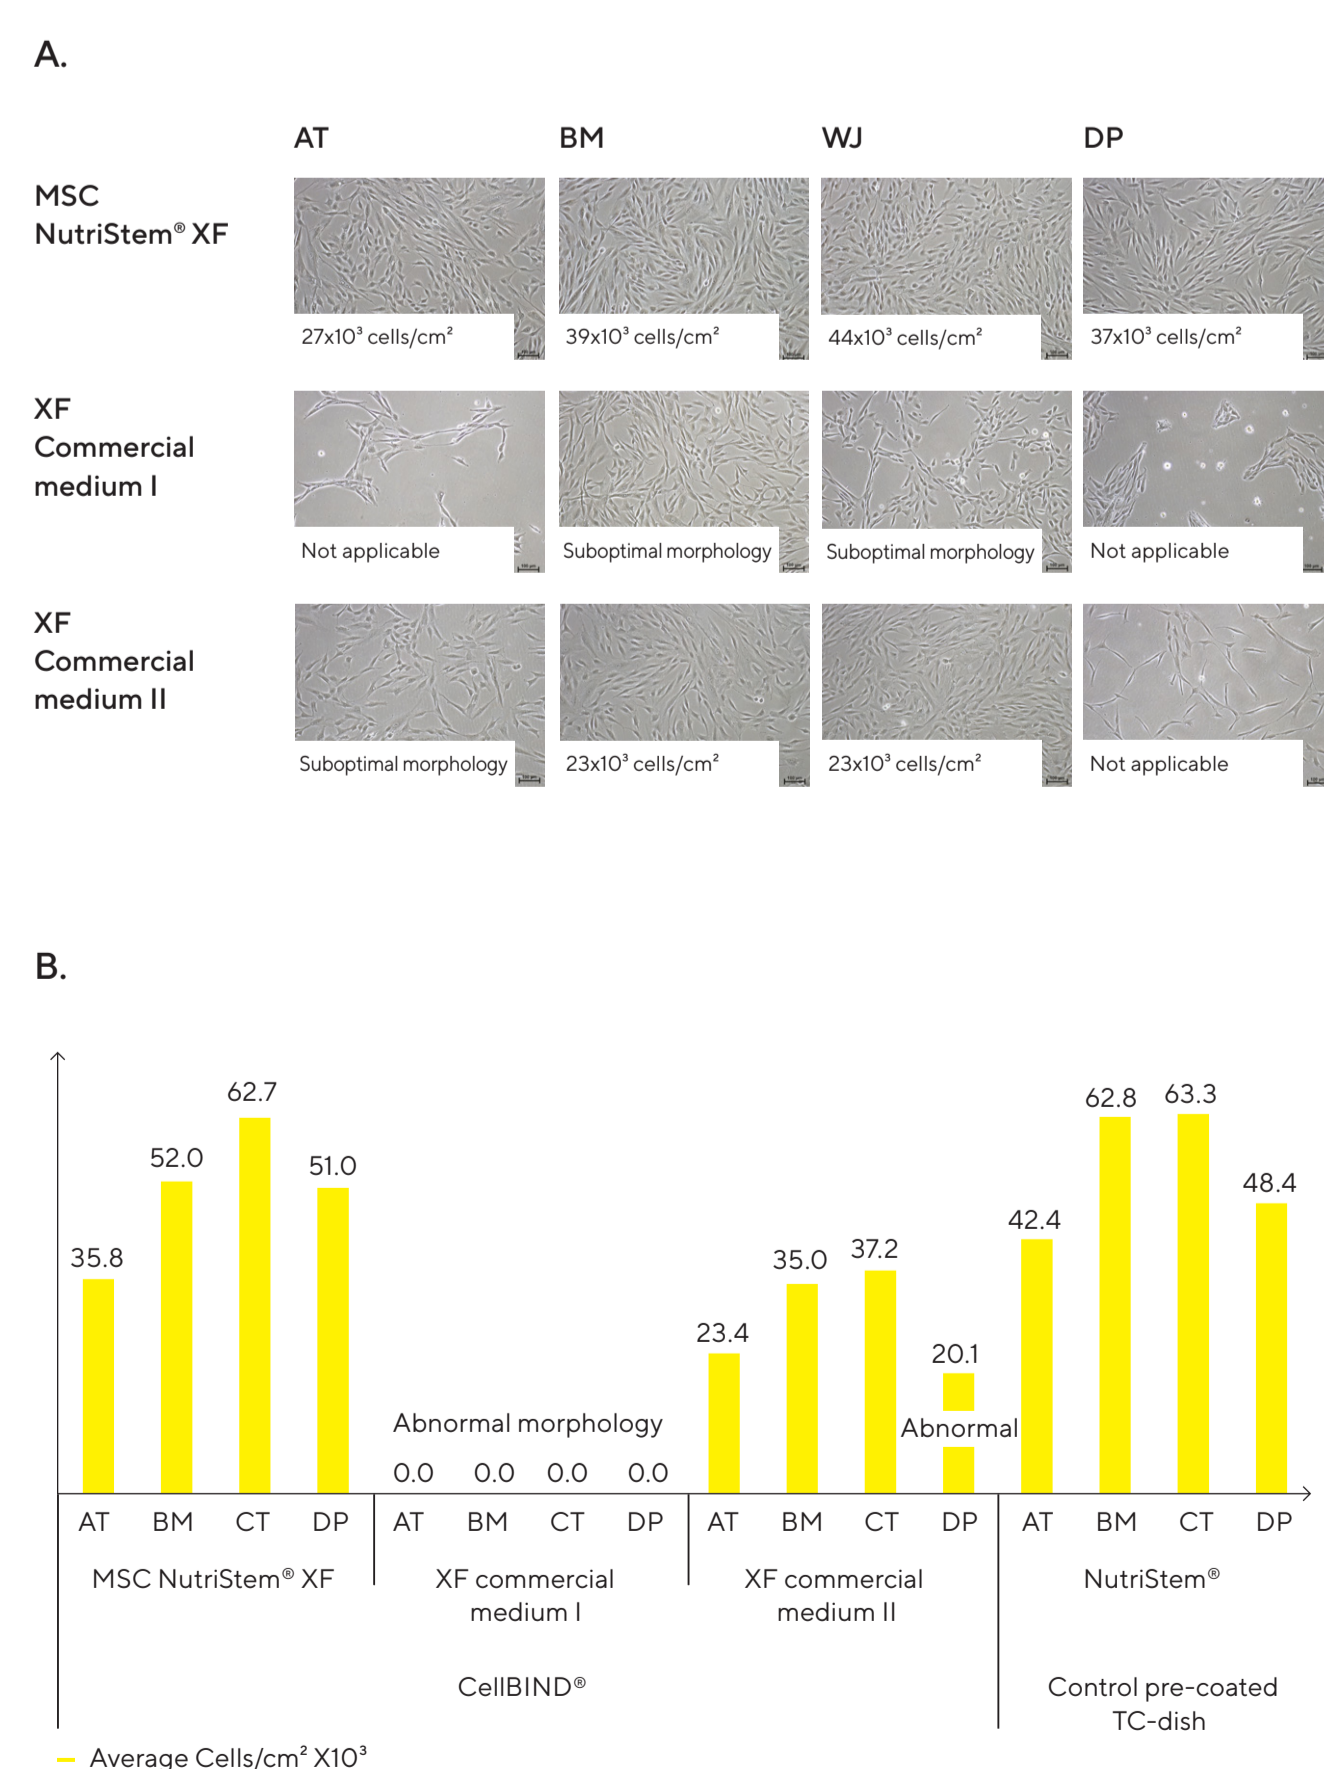 A.
AT BM WJ DP
MSC
NutriStem® XF
27x10³ cells/cm² 39x10³ cells/cm² 44x10³ cells/cm² 37x10³ cells/cm²
XF
Commercial
medium I
Not applicable Suboptimal morphology Suboptimal morphology Not applicable
XF
Commercial
medium II
Suboptimal morphology 23x10³ cells/cm² 23x10³ cells/cm² Not applicable
B.
35.8 52.0 62.7 51.0
Abnormal morphology
0.0 0.0 0.0 0.0
23.4 35.0 37.2 20.1
Abnormal
42.4 62.8 63.3 48.4
AT BM CT DP AT BM CT DP AT BM CT DP AT BM CT DP
MSC NutriStem® XF
XF commercial
medium I
XF commercial
medium II
NutriStem®
CellBIND®
Control pre-coated
TC-dish
Average Cells/cm² X10³